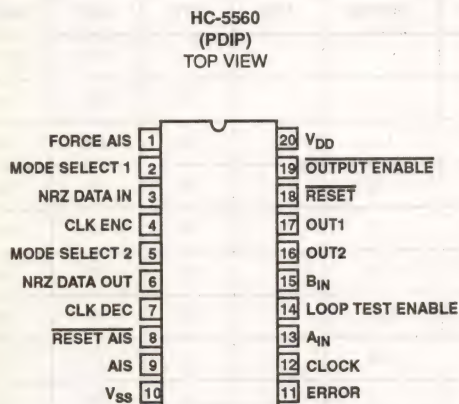 HC-5560
(PDIP)
TOP VIEW
FORCE AIS 1
MODE SELECT 1 2
NRZ DATA IN 3
CLK ENC 4
MODE SELECT 2 5
NRZ DATA OUT 6
CLK DEC 7
RESET AIS 8
AIS 9
VSS 10
20 VDD
19 OUTPUT ENABLE
18 RESET
17 OUT1
16 OUT2
15 BIN
14 LOOP TEST ENABLE
13 AIN
12 CLOCK
11 ERROR